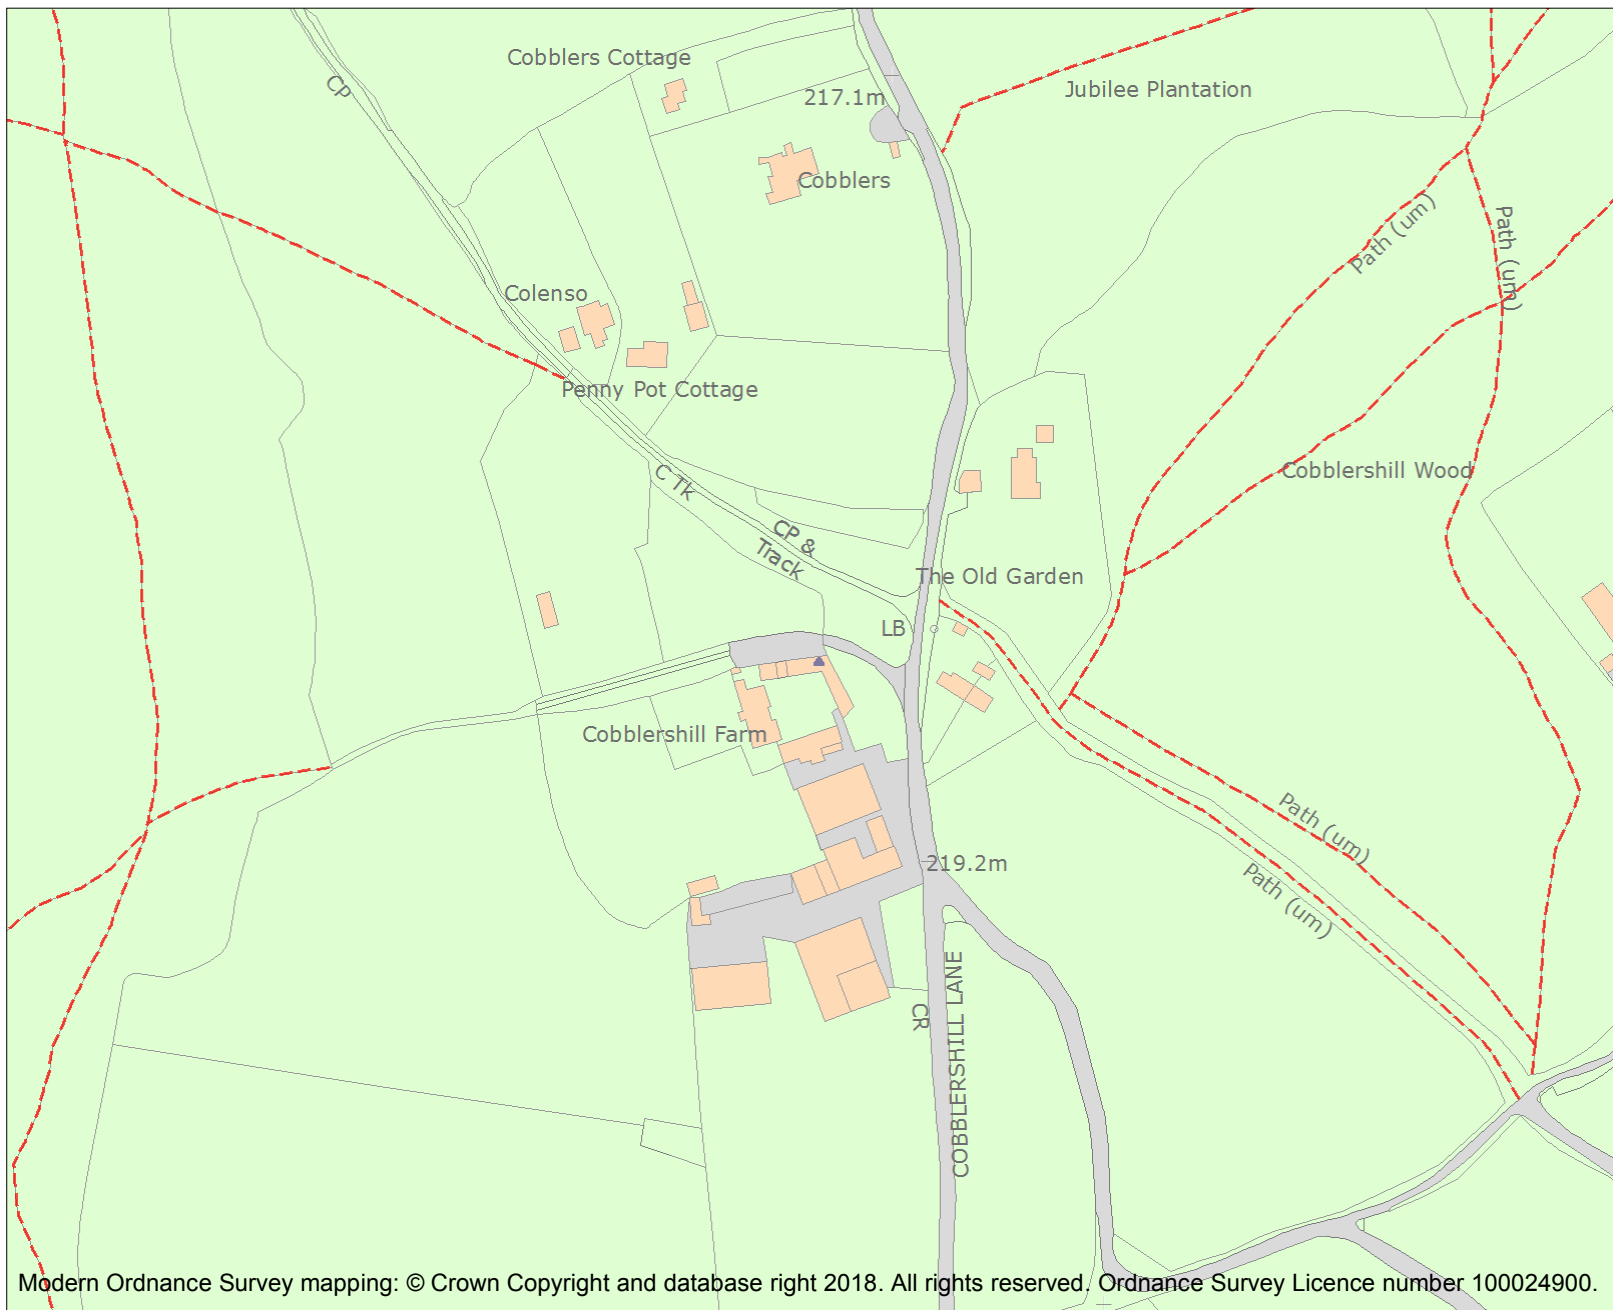 Cobblers Cottage
CP
217.1m
Jubilee Plantation
Cobblers
Path (um)
Path (um)
Colenso
Penny Pot Cottage
C Tk
Cobblershill Wood
CP &
Track
The Old Garden
LB
Cobblershill Farm
Path (um)
219.2m
Path (um)
CR
COBBLERSHILL LANE
Modern Ordnance Survey mapping: © Crown Copyright and database right 2018. All rights reserved. Ordnance Survey Licence number 100024900.